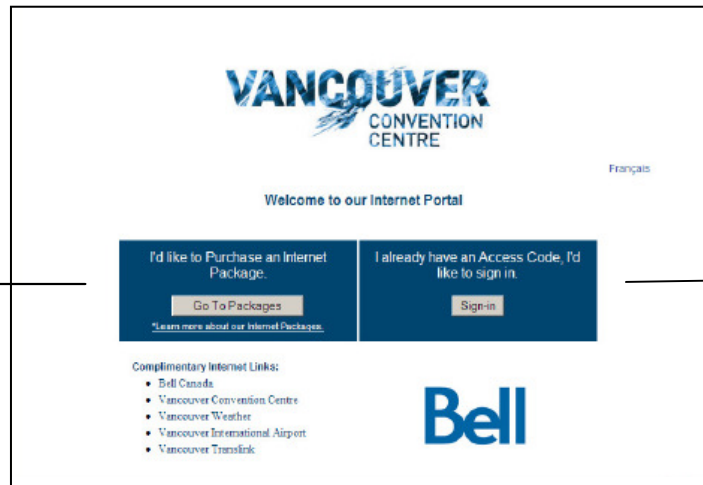 VANCOUVER
CONVENTION
CENTRE
Français
Welcome to our Internet Portal
I'd like to Purchase an Internet
Package.
Go To Packages
*Learn more about our Internet Packages.
I already have an Access Code, I'd
like to sign in.
Sign-in
Complimentary Internet Links:
• Bell Canada
• Vancouver Convention Centre
• Vancouver Weather
• Vancouver International Airport
• Vancouver Translink
Bell